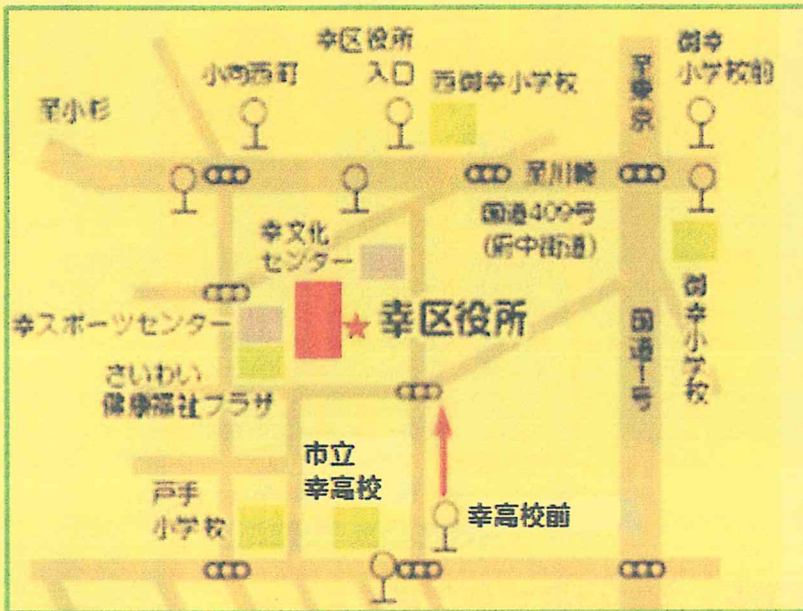 幸区役所
入口
小向西町
西御幸小学校
至小杉
至東京
御幸
小学校前
至川崎
国道409号
(府中街道)
幸文化
センター
幸スポーツセンター
幸区役所
さいわい
健康福祉プラザ
国道1号
御幸小学校
市立
幸高校
戸手
小学校
幸高校前